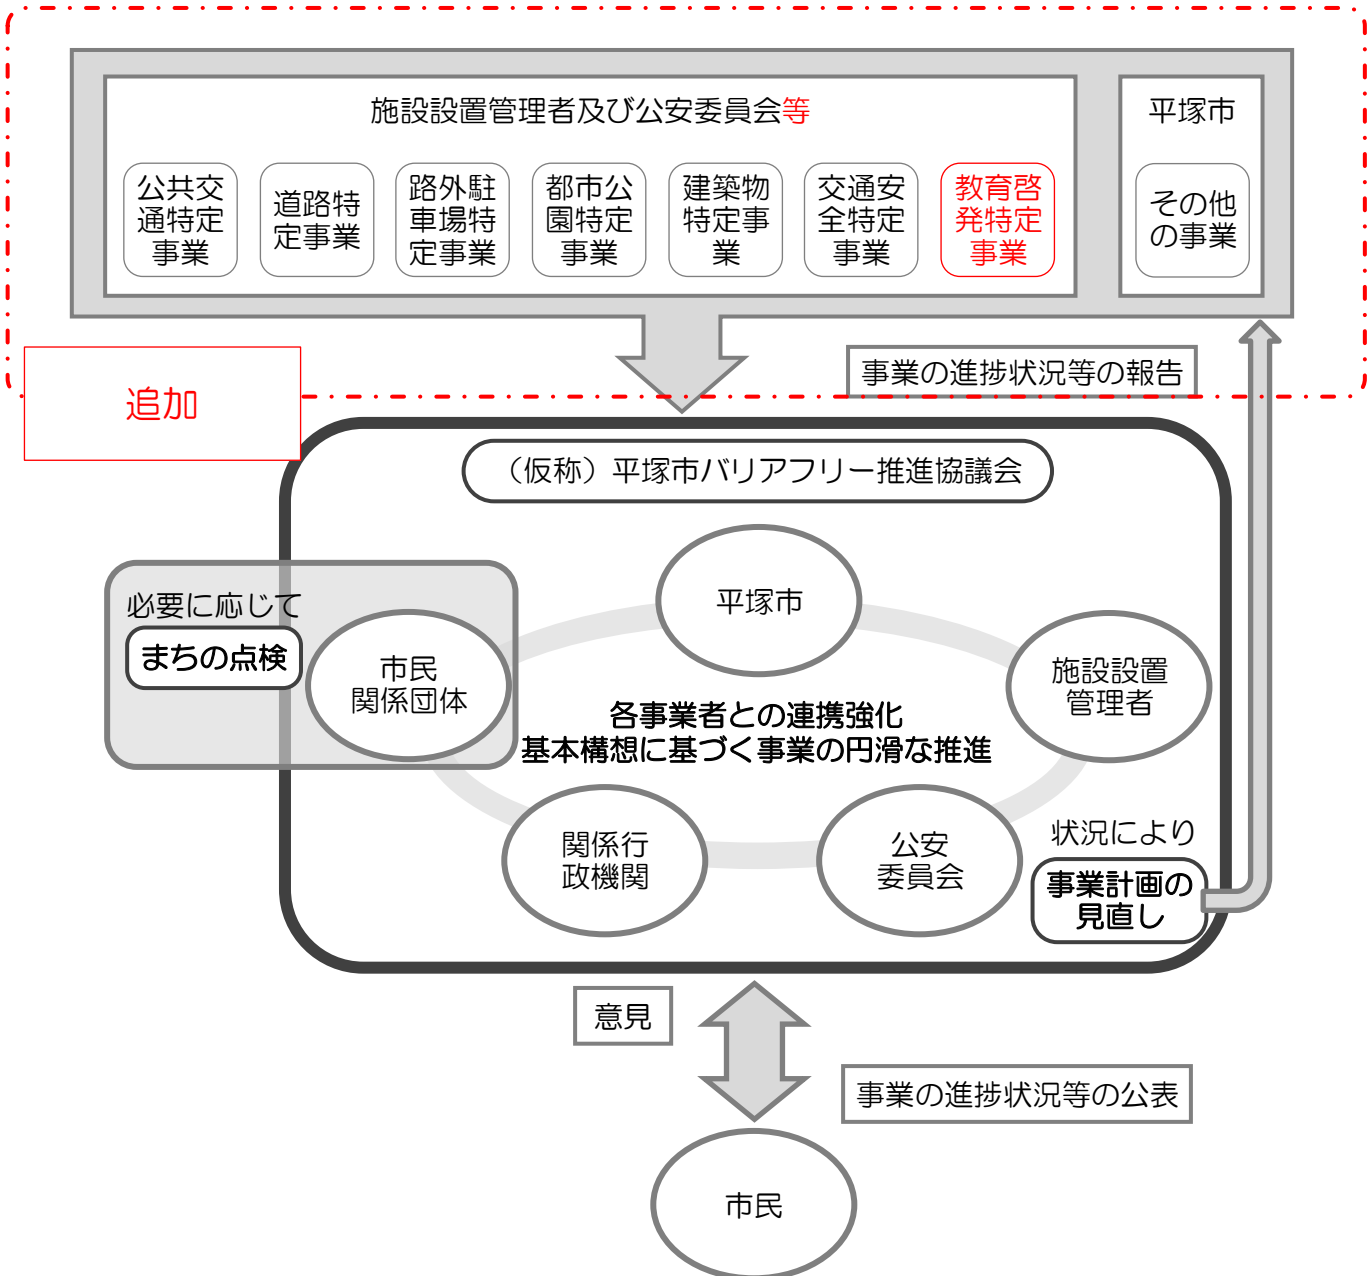 施設設置管理者及び公安委員会等
平塚市
公共交
通特定
事業
道路特
定事業
路外駐
車場特
定事業
都市公
園特定
事業
建築物
特定事
業
交通安
全特定
事業
教育啓
発特定
事業
その他
の事業
事業の進捗状況等の報告
追加
（仮称）平塚市バリアフリー推進協議会
平塚市
必要に応じて
まちの点検
市民
関係団体
施設設置
管理者
各事業者との連携強化
基本構想に基づく事業の円滑な推進
関係行
政機関
公安
委員会
状況により
事業計画の
見直し
意見
事業の進捗状況等の公表
市民